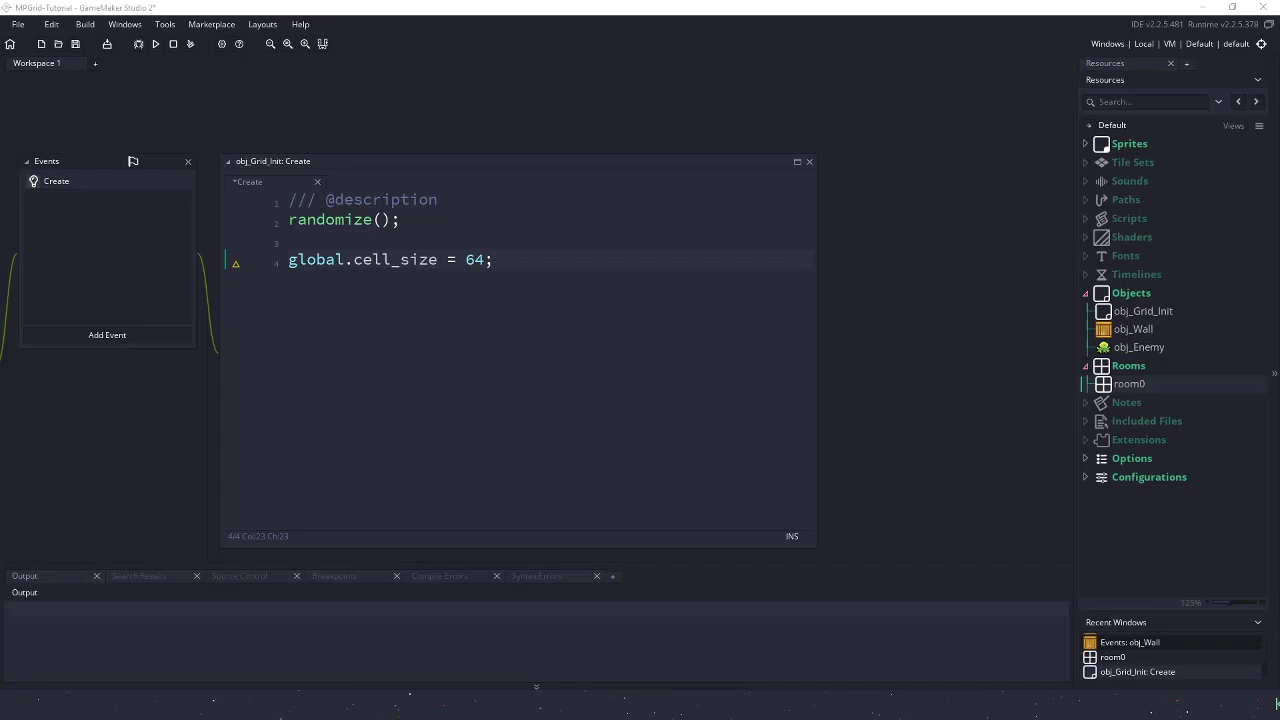 MPGrid-Tutorial - GameMaker Studio 2*
File Edit Build Windows Tools Marketplace Layouts Help
IDE v2.2.5.481 Runtime v2.2.5.378
Windows | Local | VM | Default | default
Workspace 1
Resources
Resources
Search...
Default
Views
Sprites
Tile Sets
Sounds
Paths
Scripts
Shaders
Fonts
Timelines
Objects
obj_Grid_Init
obj_Wall
obj_Enemy
Rooms
room0
Notes
Included Files
Extensions
Options
Configurations
125%
Recent Windows
Events: obj_Wall
room0
obj_Grid_Init: Create
Events
Create
Add Event
obj_Grid_Init: Create
*Create
1 /// @description
2 randomize();
3
4 global.cell_size = 64;
4/4 Col:23 Ch:23
INS
Output Search Results Source Control Breakpoints Compile Errors Syntax Errors
Output